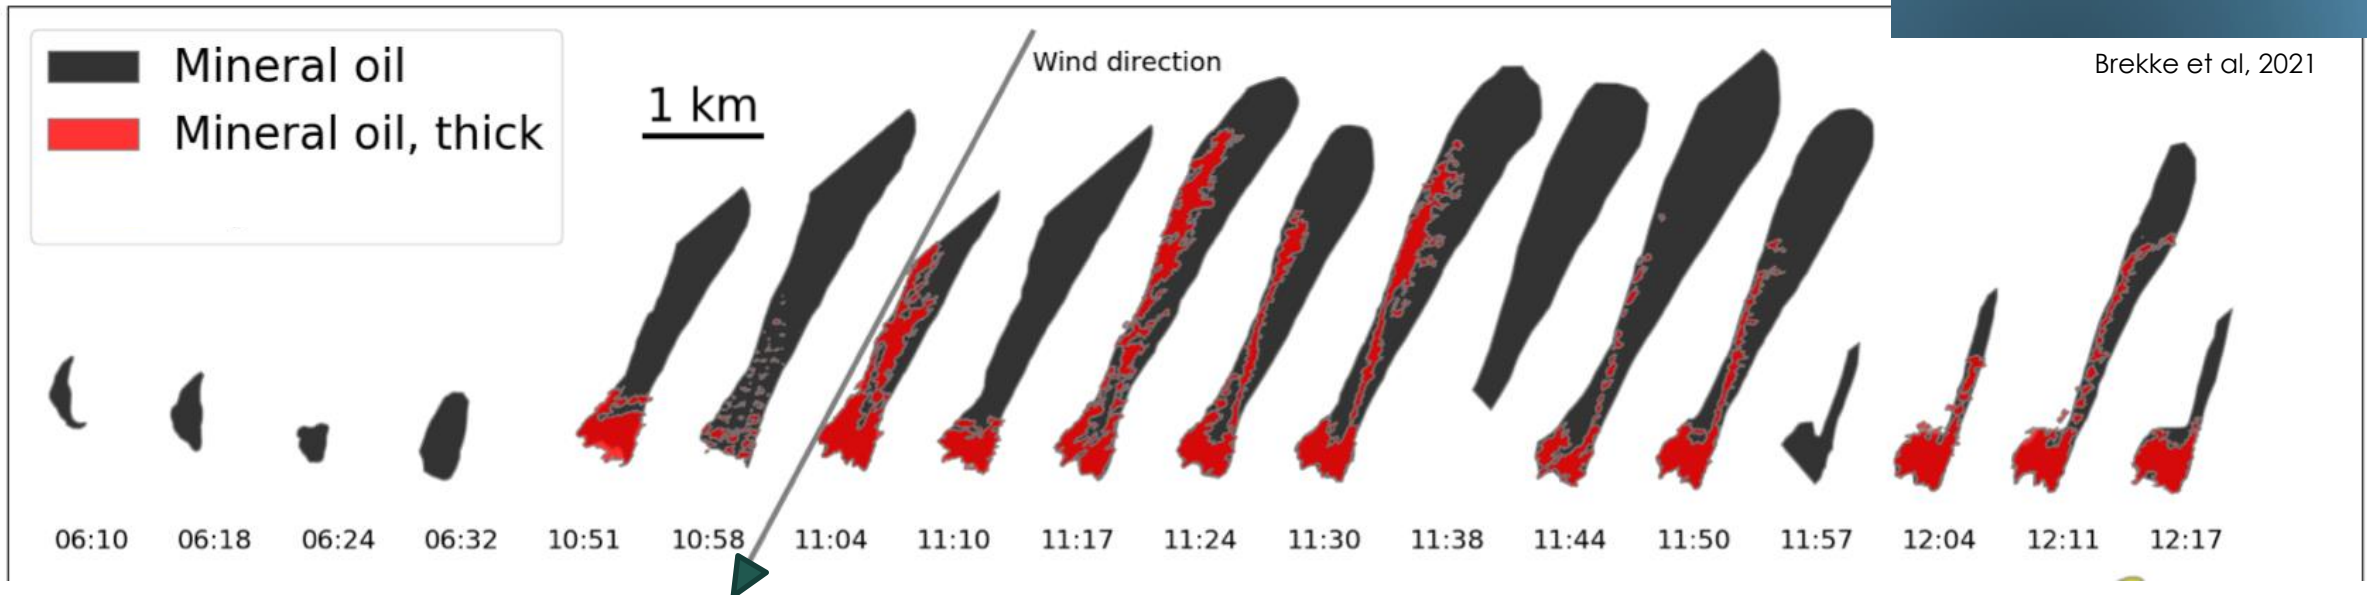 Mineral oil
Mineral oil, thick
1 km
Wind direction
Brekke et al, 2021
06:10 06:18 06:24 06:32 10:51 10:58 11:04 11:10 11:17 11:24 11:30 11:38 11:44 11:50 11:57 12:04 12:11 12:17